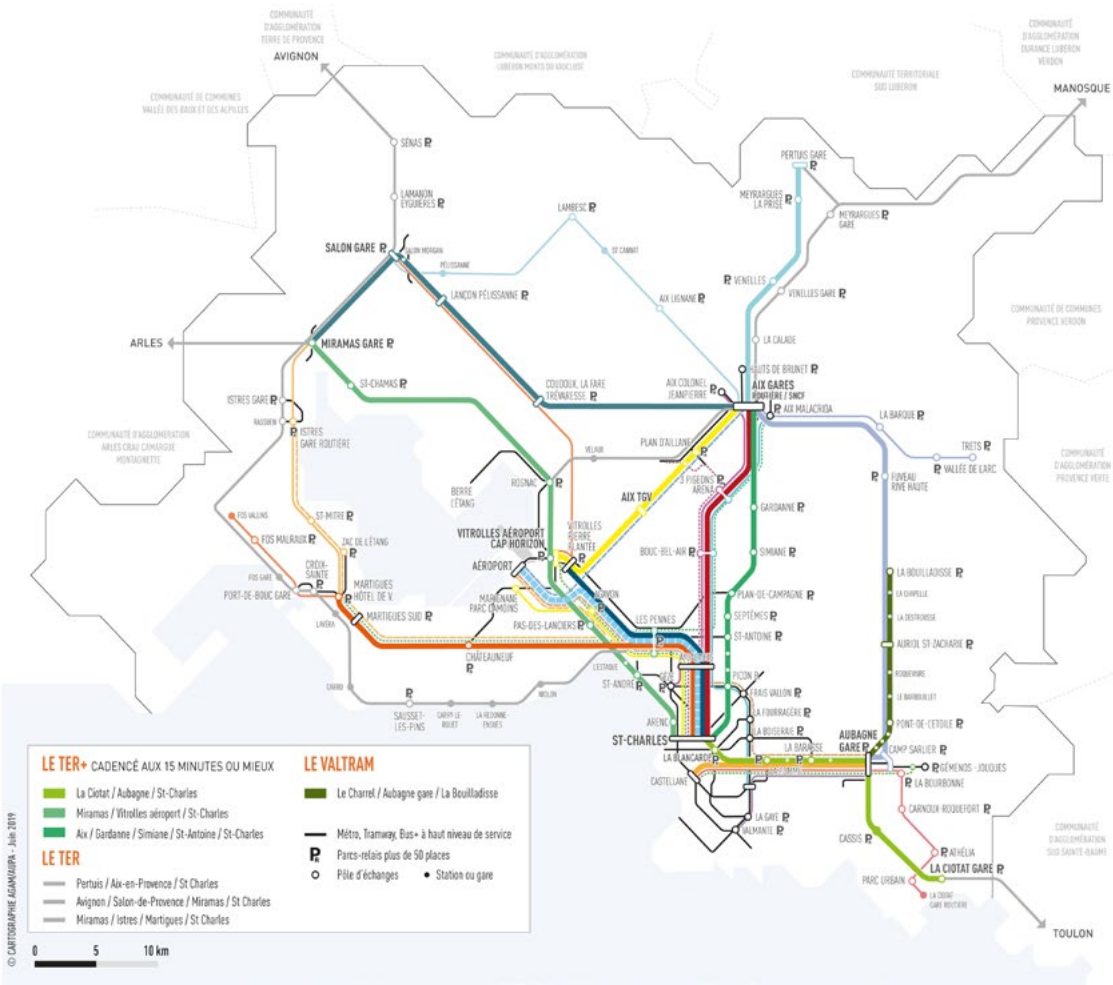 COMMUNAUTÉ
D'AGGLOMÉRATION
TERRE DE PROVENCE
AVIGNON
COMMUNAUTÉ D'AGGLOMÉRATION
LUBÉRON MONTS DU VAUCLUSE
COMMUNAUTÉ
D'AGGLOMÉRATION
DURANCE LUBERON
VERDON
COMMUNAUTÉ TERRITORIALE
SUD LUBERON
MANOSQUE
COMMUNAUTÉ DE COMMUNES
VALLÉE DES BAUX ET DES ALPILLES
SÉNAS
PERTUIS GARE
LAMANON
EYGUIÈRES
MEYRARGUES
LA PRISE
LAMBESC
MEYRARGUES
GARE
SALON GARE
SALON MORGAN
ST CANNAT
PÉLISSANNE
VENELLES
LANÇON PÉLISSANNE
VENELLES GARE
AIX LIGNANE
COMMUNAUTÉ DE COMMUNES
PROVENCE VERDON
ARLES
MIRAMAS GARE
LA CALADE
HAUTS DE BRUNET
ST-CHAMAS
COUDOUX, LA FARE
TRÉVARESSE
AIX COLONEL
JEANPIERRE
AIX GARES
ROUTIÈRE / SNCF
AIX MALACRIDA
ISTRES GARE
RASSUEN
ISTRES
GARE ROUTIÈRE
LA BARQUE
COMMUNAUTÉ D'AGGLOMÉRATION
ARLES CRAU CAMARGUE
MONTAGNETTE
PLAN D'AILLANE
TRETS
VALLÉE DE L'ARC
COMMUNAUTÉ
D'AGGLOMÉRATION
PROVENCE VERTE
VELAUX
3 PIGEONS
ARENA
FUVEAU
RIVE HAUTE
ROGNAC
BERRE
L'ÉTANG
AIX TGV
GARDANNE
FOS VALLINS
ST-MITRE
VITROLLES AÉROPORT
CAP HORIZON
VITROLLES
PIERRE
PLANTÉE
FOS MALRAUX
ZAC DE L'ÉTANG
BOUC-BEL-AIR
SIMIANE
AÉROPORT
CROIX-
SAINTE
FOS GARE
LA BOUILLADISSE
PORT-DE-BOUC GARE
MARTIGUES
HÔTEL DE V.
MARIGNANE
PARC CAMOINS
PLAN-DE-CAMPAGNE
LA CHAPELLE
LAVÉRA
MARTIGUES SUD
PAS-DES-LANCIERS
LES PENNES
SEPTÈMES
LA DESTROUSSE
ST-ANTOINE
AURIOL ST-ZACHARIE
CHÂTEAUNEUF
L'ESTAQUE
ST-ANDRÉ
ROQUEVAIRE
CARRO
NIOLON
FRAIS VALLON
LE BARBOUILLET
SAUSSET
-LES-PINS
CARRY-LE-
ROUET
LA REDONNE-
ENSUÈS
ARENC
LA FOURRAGÈRE
PONT-DE-L'ETOILE
ST-CHARLES
LA BOISERAIE
AUBAGNE
GARE
CAMP SARLIER
LA BLANCARDE
LA BARASSE
GÉMENOS -JOUQUES
CASTELLANE
LA BOURBONNE
LA GAYE
VALMANTE
CARNOUX-ROQUEFORT
CASSIS
ATHÉLIA
COMMUNAUTÉ
D'AGGLOMÉRATION
SUD SAINTE-BAUME
LA CIOTAT GARE
PARC URBAIN
LA CIOTAT
GARE ROUTIÈRE
TOULON
LE TER+ CADENCÉ AUX 15 MINUTES OU MIEUX
La Ciotat / Aubagne / St-Charles
Miramas / Vitrolles aéroport / St-Charles
Aix / Gardanne / Simiane / St-Antoine / St-Charles
LE TER
Pertuis / Aix-en-Provence / St Charles
Avignon / Salon-de-Provence / Miramas / St Charles
Miramas / Istres / Martigues / St Charles
LE VALTRAM
Le Charrel / Aubagne gare / La Bouilladisse
Métro, Tramway, Bus+ à haut niveau de service
Parcs-relais plus de 50 places
Pôle d'échanges
Station ou gare
0 5 10 km
© CARTOGRAPHIE AGAM/AUPA - Juin 2019